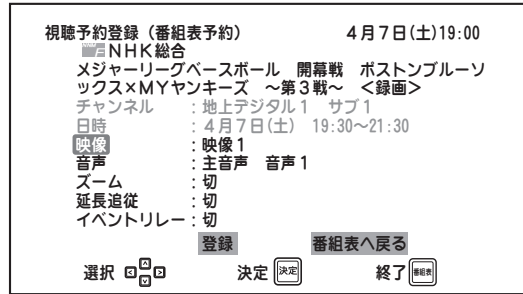 視聴予約登録(番組表予約) 4月7日(土)19:00
NHK総合
メジャーリーグベースボール 開幕戦 ボストンブルーソ
ックス×MYヤンキーズ ～第3戦～ <録画>
チャンネル :地上デジタル1 サブ1
日時 :4月7日(土) 19:30～21:30
映像 :映像1
音声 :主音声 音声1
ズーム :切
延長追従 :切
イベントリレー:切
登録 番組表へ戻る
選択 決定 決定 終了 番組表